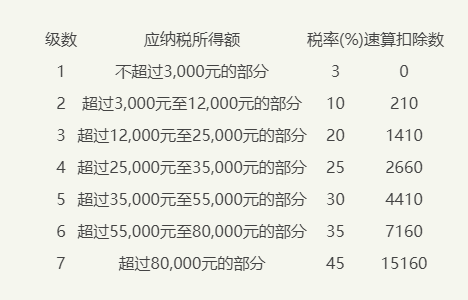 级数 应纳税所得额 税率(%)速算扣除数
1 不超过3,000元的部分 3 0
2 超过3,000元至12,000元的部分 10 210
3 超过12,000元至25,000元的部分 20 1410
4 超过25,000元至35,000元的部分 25 2660
5 超过35,000元至55,000元的部分 30 4410
6 超过55,000元至80,000元的部分 35 7160
7 超过80,000元的部分 45 15160